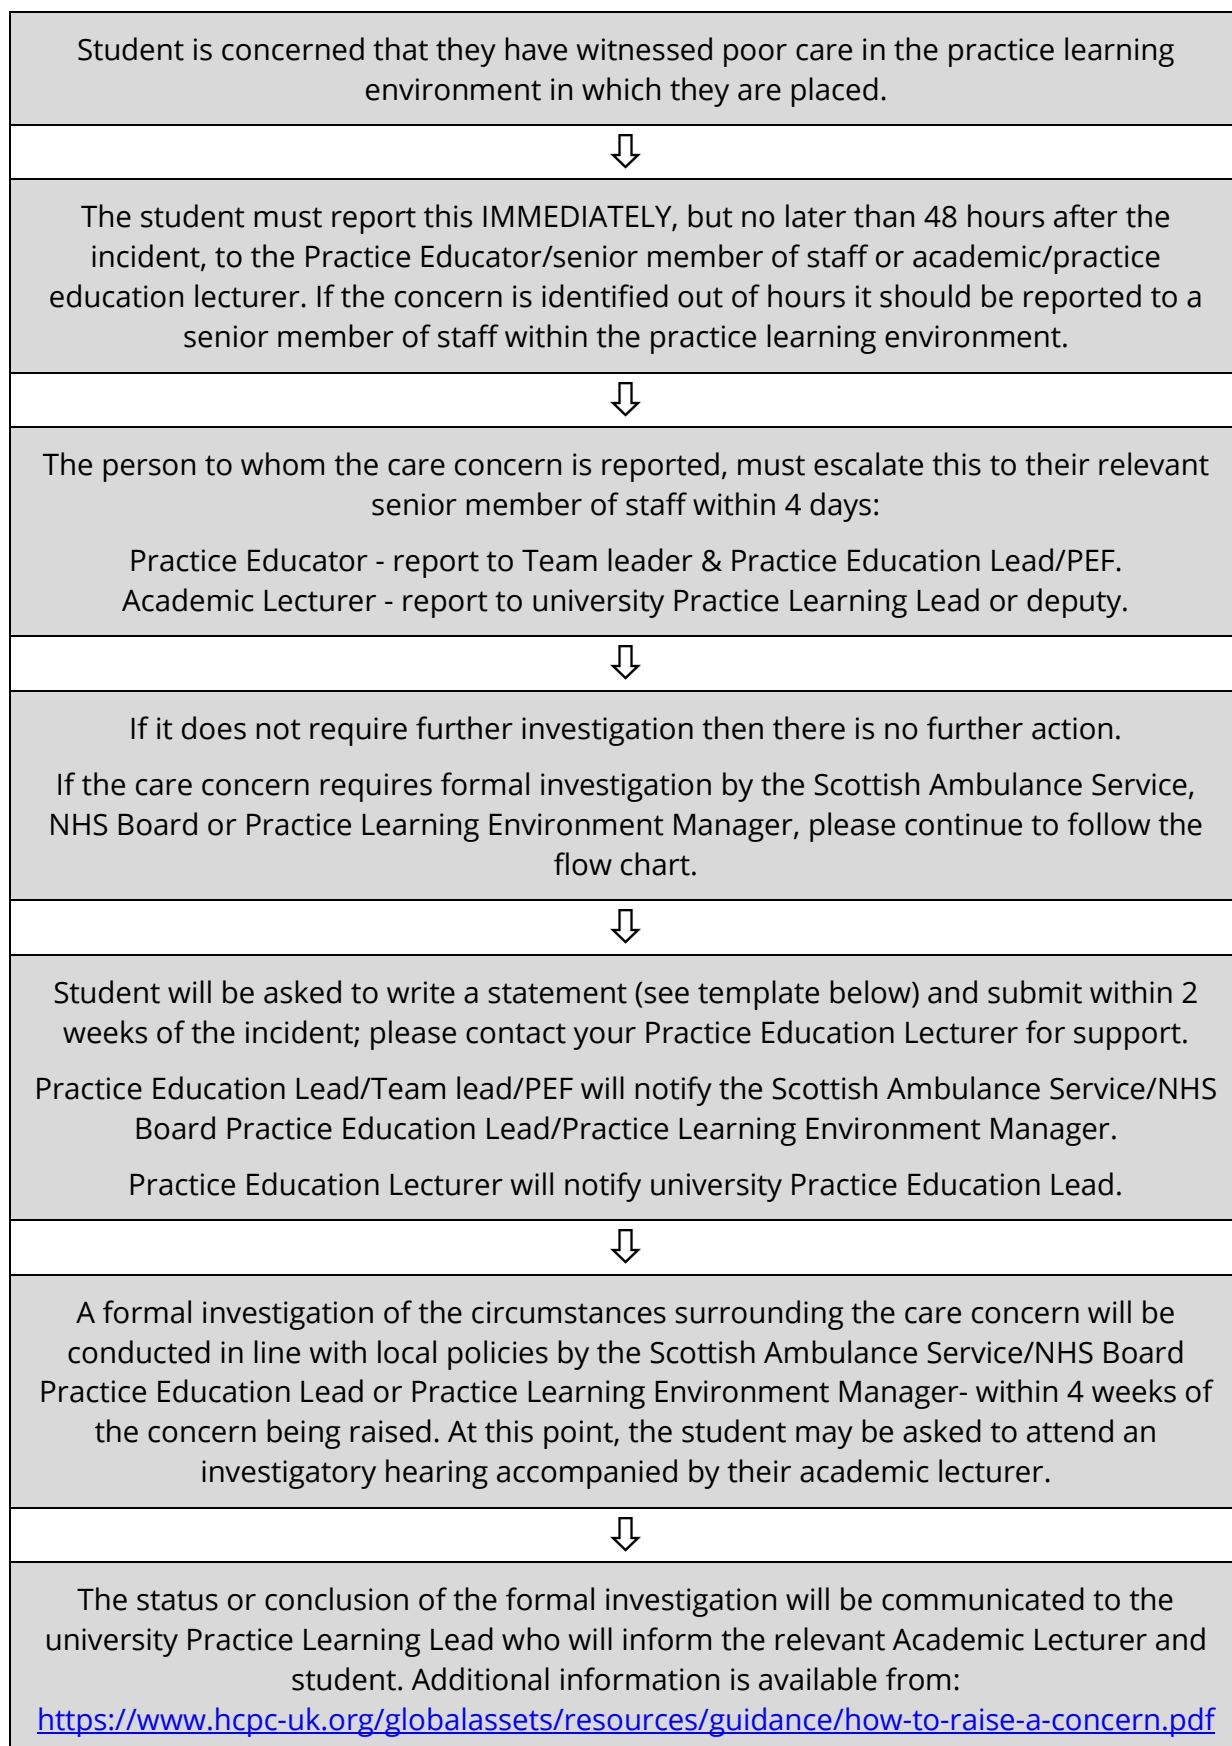 Student is concerned that they have witnessed poor care in the practice learning
environment in which they are placed.
The student must report this IMMEDIATELY, but no later than 48 hours after the
incident, to the Practice Educator/senior member of staff or academic/practice
education lecturer. If the concern is identified out of hours it should be reported to a
senior member of staff within the practice learning environment.
The person to whom the care concern is reported, must escalate this to their relevant
senior member of staff within 4 days:
Practice Educator - report to Team leader & Practice Education Lead/PEF.
Academic Lecturer - report to university Practice Learning Lead or deputy.
If it does not require further investigation then there is no further action.
If the care concern requires formal investigation by the Scottish Ambulance Service,
NHS Board or Practice Learning Environment Manager, please continue to follow the
flow chart.
Student will be asked to write a statement (see template below) and submit within 2
weeks of the incident; please contact your Practice Education Lecturer for support.
Practice Education Lead/Team lead/PEF will notify the Scottish Ambulance Service/NHS
Board Practice Education Lead/Practice Learning Environment Manager.
Practice Education Lecturer will notify university Practice Education Lead.
A formal investigation of the circumstances surrounding the care concern will be
conducted in line with local policies by the Scottish Ambulance Service/NHS Board
Practice Education Lead or Practice Learning Environment Manager- within 4 weeks of
the concern being raised. At this point, the student may be asked to attend an
investigatory hearing accompanied by their academic lecturer.
The status or conclusion of the formal investigation will be communicated to the
university Practice Learning Lead who will inform the relevant Academic Lecturer and
student. Additional information is available from:
https://www.hcpc-uk.org/globalassets/resources/guidance/how-to-raise-a-concern.pdf